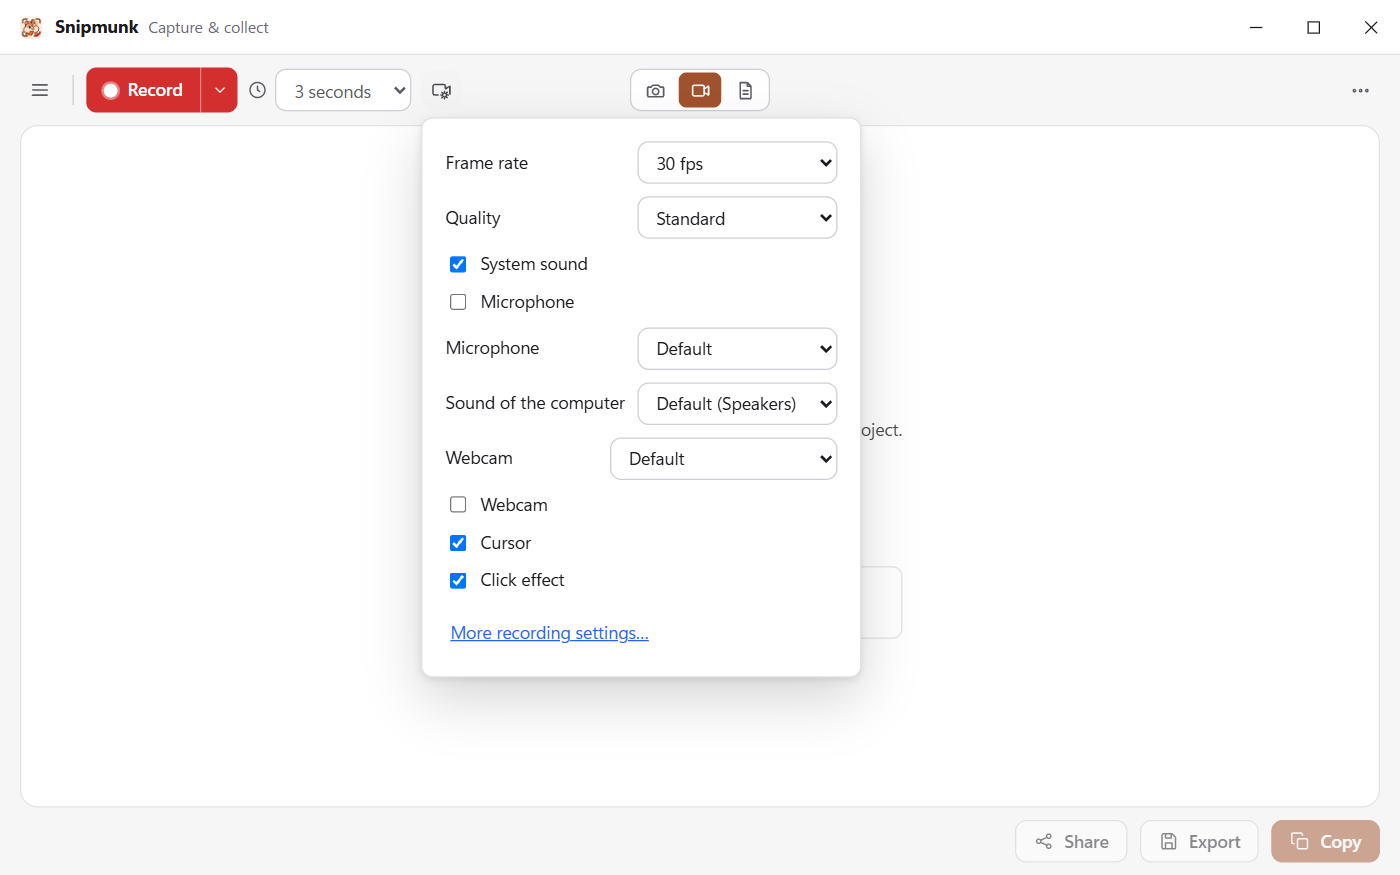 Snipmunk Capture & collect
Record
3 seconds
Frame rate
30 fps
Quality
Standard
System sound
Microphone
Microphone
Default
Sound of the computer
Default (Speakers)
oject.
Webcam
Default
Webcam
Cursor
Click effect
More recording settings...
Share
Export
Copy